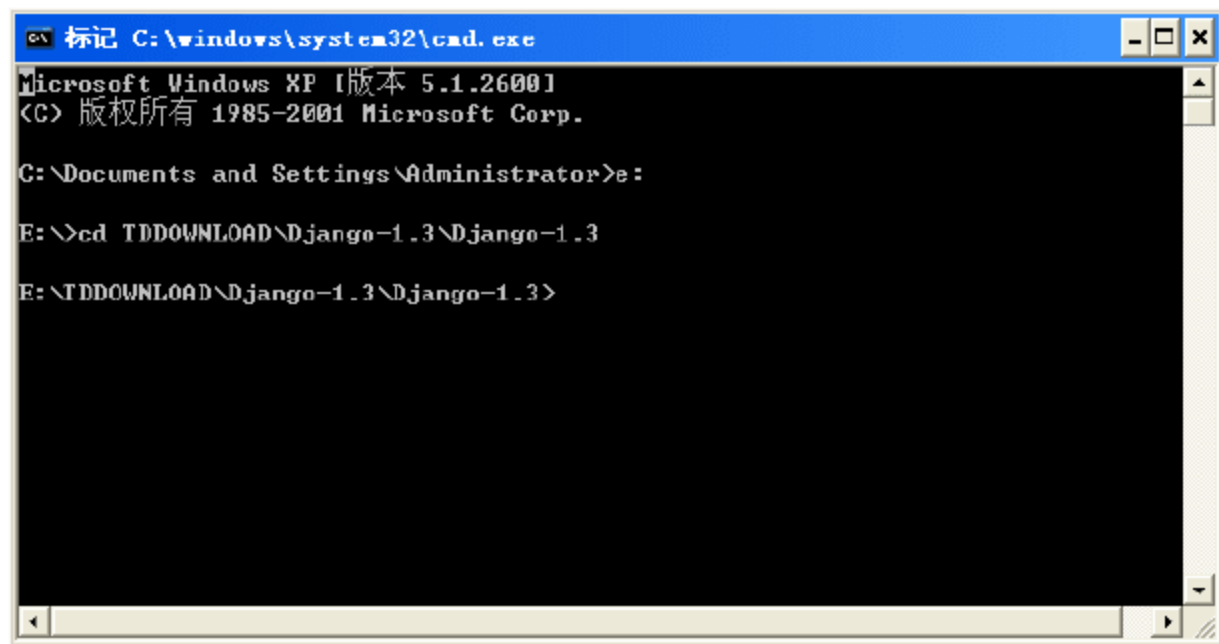 标记 C:\windows\system32\cmd.exe
Microsoft Windows XP [版本 5.1.2600]
(C) 版权所有 1985-2001 Microsoft Corp.
C:\Documents and Settings\Administrator>e:
E:\>cd TDDOWNLOAD\Django-1.3\Django-1.3
E:\TDDOWNLOAD\Django-1.3\Django-1.3>